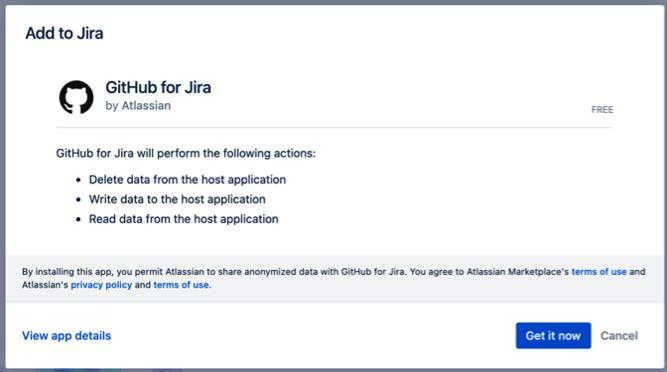 Add to Jira
GitHub for Jira
by Atlassian
FREE
GitHub for Jira will perform the following actions:
• Delete data from the host application
• Write data to the host application
• Read data from the host application
By installing this app, you permit Atlassian to share anonymized data with GitHub for Jira. You agree to Atlassian Marketplace's terms of use and
Atlassian's privacy policy and terms of use.
View app details
Get it now
Cancel